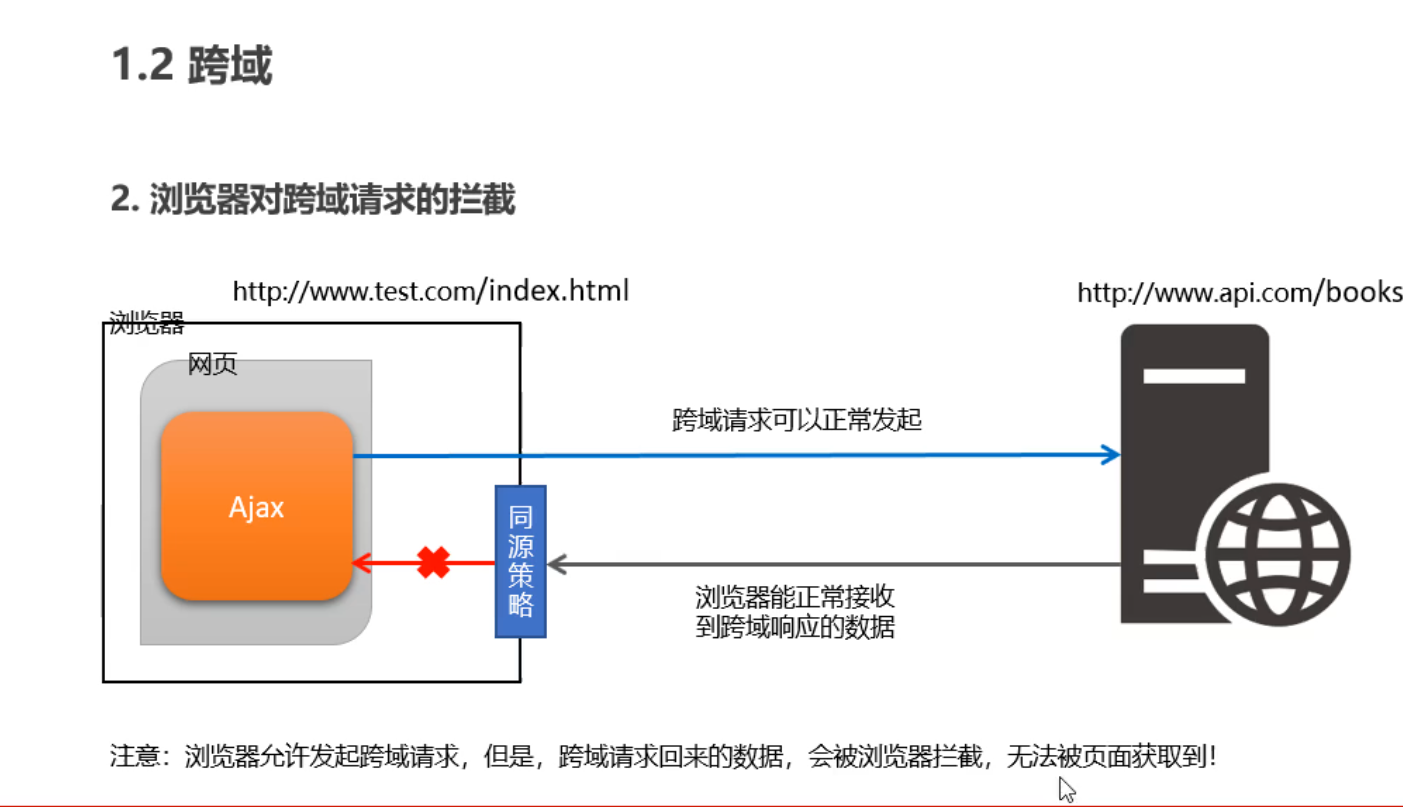 1.2 跨域
2. 浏览器对跨域请求的拦截
http://www.test.com/index.html
http://www.api.com/books
浏览器
网页
跨域请求可以正常发起
Ajax
同源策略
浏览器能正常接收
到跨域响应的数据
注意：浏览器允许发起跨域请求，但是，跨域请求回来的数据，会被浏览器拦截，无法被页面获取到！